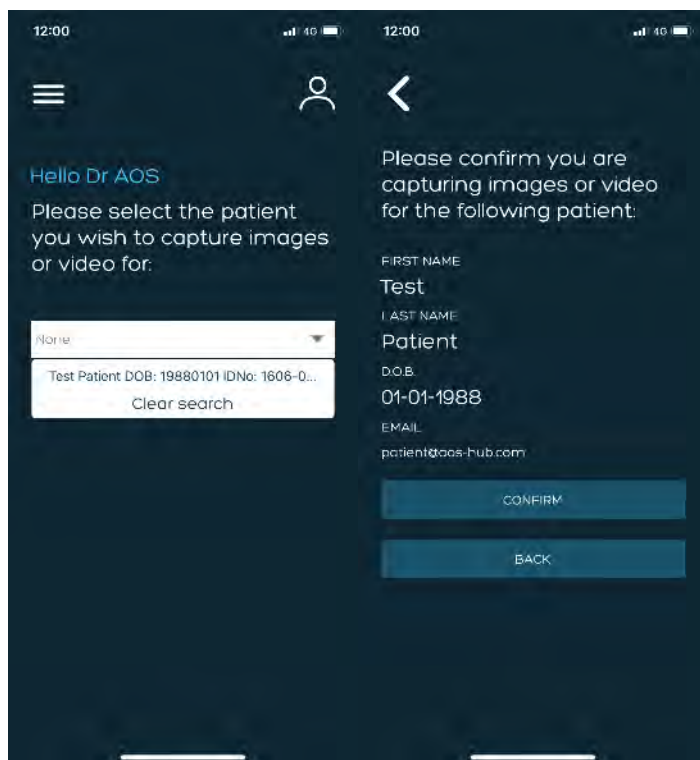 12:00
4G
Hello Dr AOS
Please select the patient
you wish to capture images
or video for:
None
Test Patient DOB: 19880101 IDNo: 1606-0...
Clear search
12:00
4G
Please confirm you are
capturing images or video
for the following patient:
FIRST NAME
Test
LAST NAME
Patient
D.O.B.
01-01-1988
EMAIL
patient@aos-hub.com
CONFIRM
BACK